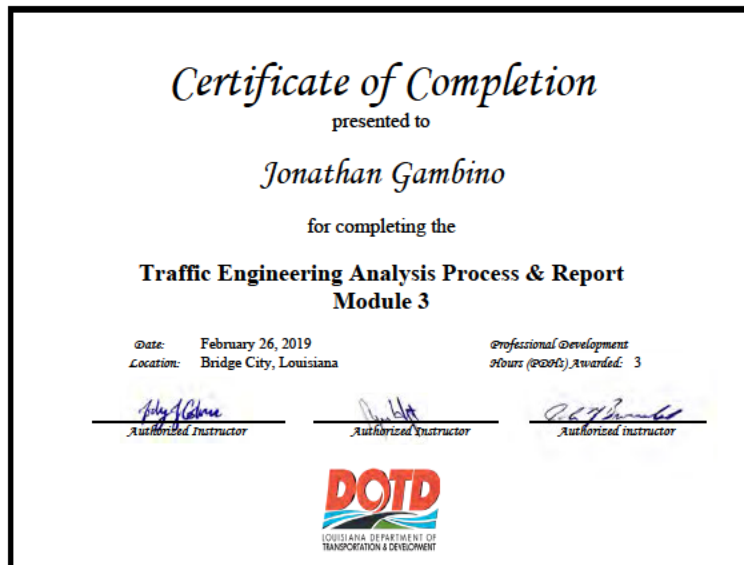 Certificate of Completion
presented to
Jonathan Gambino
for completing the
Traffic Engineering Analysis Process & Report
Module 3
Date: February 26, 2019
Location: Bridge City, Louisiana
Professional Development
Hours (PDHs) Awarded: 3
Authorized Instructor
Authorized Instructor
Authorized instructor
DOTD
LOUISIANA DEPARTMENT OF
TRANSPORTATION & DEVELOPMENT